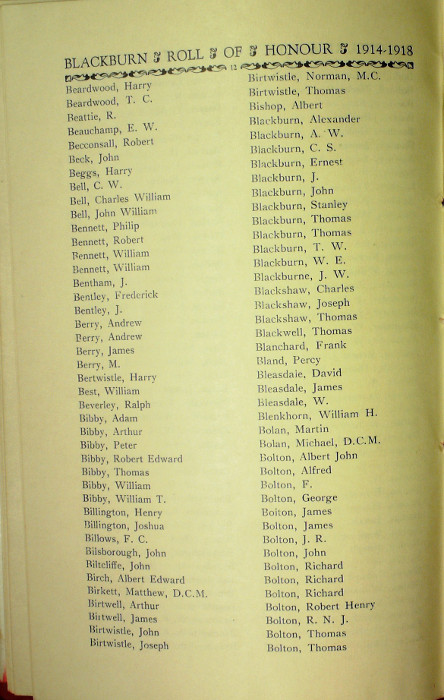 BLACKBURN ROLL OF HONOUR 1914-1918
12
Beardwood, Harry
Beardwood, T. C.
Beattie, R.
Beauchamp, E. W.
Becconsall, Robert
Beck, John
Beggs, Harry
Bell, C. W.
Bell, Charles William
Bell, John William
Bennett, Philip
Bennett, Robert
Bennett, William
Bennett, William
Bentham, J.
Bentley, Frederick
Bentley, J.
Berry, Andrew
Berry, Andrew
Berry, James
Berry, M.
Bertwistle, Harry
Best, William
Beverley, Ralph
Bibby, Adam
Bibby, Arthur
Bibby, Peter
Bibby, Robert Edward
Bibby, Thomas
Bibby, William
Bibby, William T.
Billington, Henry
Billington, Joshua
Billows, F. C.
Bilsborough, John
Biltcliffe, John
Birch, Albert Edward
Birkett, Matthew, D.C.M.
Birtwell, Arthur
Birtwell, James
Birtwistle, John
Birtwistle, Joseph
Birtwistle, Norman, M.C.
Birtwistle, Thomas
Bishop, Albert
Blackburn, Alexander
Blackburn, A. W.
Blackburn, C. S.
Blackburn, Ernest
Blackburn, J.
Blackburn, John
Blackburn, Stanley
Blackburn, Thomas
Blackburn, Thomas
Blackburn, T. W.
Blackburn, W. E.
Blackburne, J. W.
Blackshaw, Charles
Blackshaw, Joseph
Blackshaw, Thomas
Blackwell, Thomas
Blanchard, Frank
Bland, Percy
Bleasdale, David
Bleasdale, James
Bleasdale, W.
Blenkhorn, William H.
Bolan, Martin
Bolan, Michael, D.C.M.
Bolton, Albert John
Bolton, Alfred
Bolton, F.
Bolton, George
Bolton, James
Bolton, James
Bolton, J. R.
Bolton, John
Bolton, Richard
Bolton, Richard
Bolton, Richard
Bolton, Robert Henry
Bolton, R. N. J.
Bolton, Thomas
Bolton, Thomas